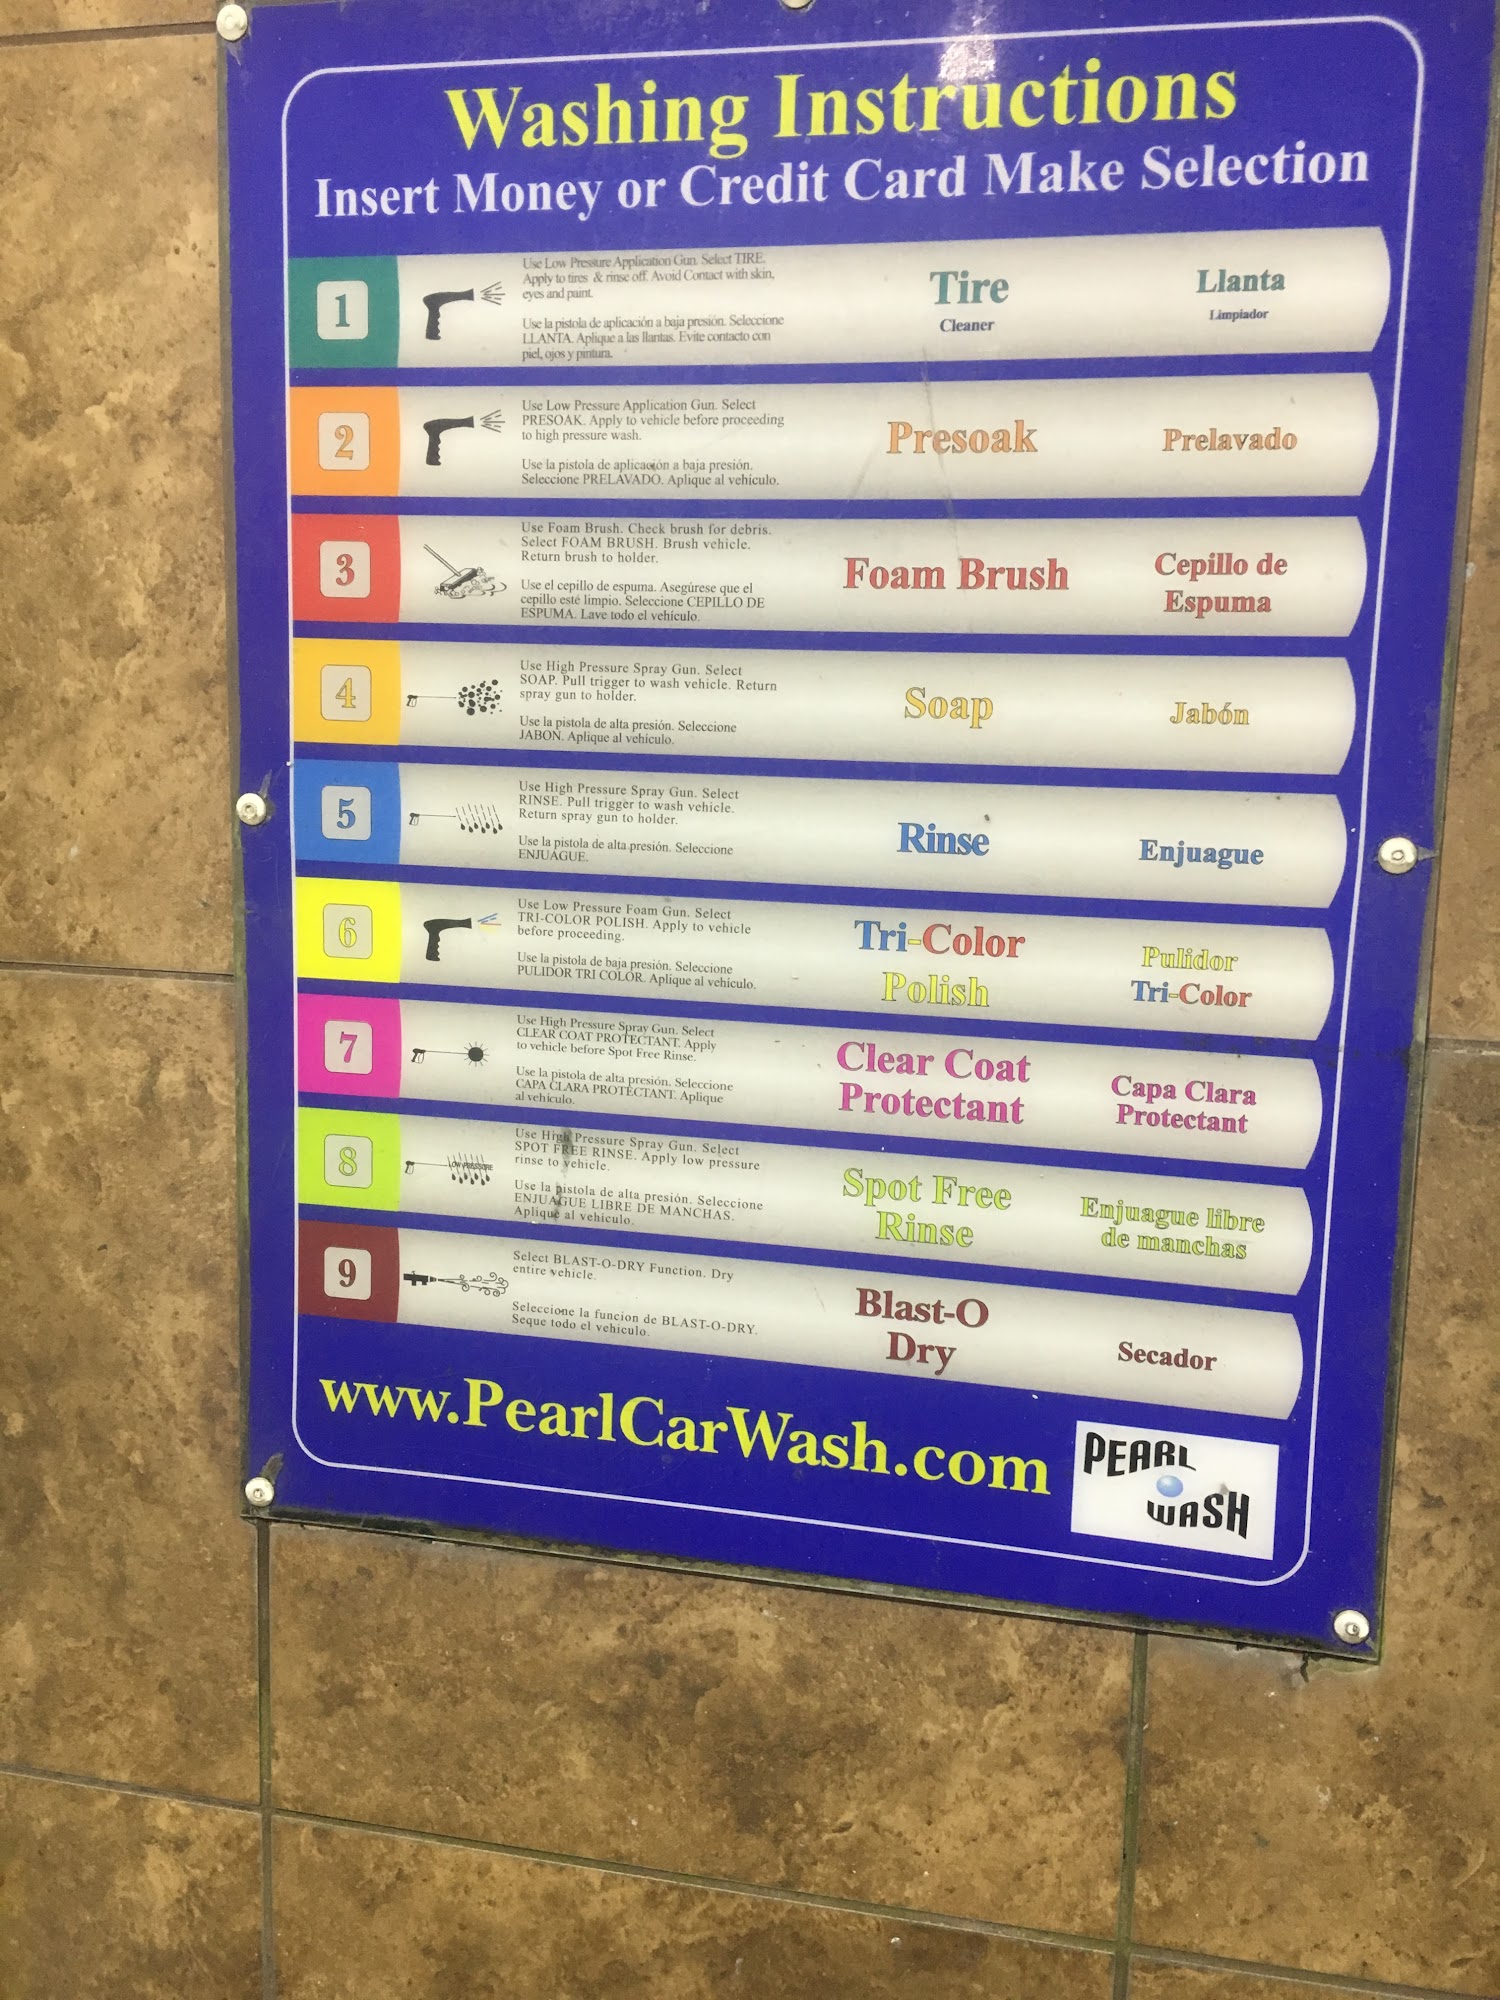 Washing Instructions
Insert Money or Credit Card Make Selection
1
Use Low Pressure Application Gun. Select TIRE.
Apply to tires & rinse off. Avoid Contact with skin,
eyes and paint.
Use la pistola de aplicación a baja presión. Seleccione
LLANTA. Aplique a las llantas. Evite contacto con
piel, ojos y pintura.
Tire
Cleaner
Llanta
Limpiador
2
Use Low Pressure Application Gun. Select
PRESOAK. Apply to vehicle before proceeding
to high pressure wash.
Use la pistola de aplicación a baja presión.
Seleccione PRELAVADO. Aplique al vehículo.
Presoak
Prelavado
3
Use Foam Brush. Check brush for debris.
Select FOAM BRUSH. Brush vehicle.
Return brush to holder.
Use el cepillo de espuma. Asegúrese que el
cepillo esté limpio. Seleccione CEPILLO DE
ESPUMA. Lave todo el vehículo.
Foam Brush
Cepillo de
Espuma
4
Use High Pressure Spray Gun. Select
SOAP. Pull trigger to wash vehicle. Return
spray gun to holder.
Use la pistola de alta presión. Seleccione
JABON. Aplique al vehículo.
Soap
Jabón
5
Use High Pressure Spray Gun. Select
RINSE. Pull trigger to wash vehicle.
Return spray gun to holder.
Use la pistola de alta presión. Seleccione
ENJUAGUE.
Rinse
Enjuague
6
Use Low Pressure Foam Gun. Select
TRI-COLOR POLISH. Apply to vehicle
before proceeding.
Use la pistola de baja presión. Seleccione
PULIDOR TRI COLOR. Aplique al vehículo.
Tri-Color
Polish
Pulidor
Tri-Color
7
Use High Pressure Spray Gun. Select
CLEAR COAT PROTECTANT. Apply
to vehicle before Spot Free Rinse.
Use la pistola de alta presión. Seleccione
CAPA CLARA PROTECTANT. Aplique
al vehículo.
Clear Coat
Protectant
Capa Clara
Protectant
8
LOW PRESSURE
Use High Pressure Spray Gun. Select
SPOT FREE RINSE. Apply low pressure
rinse to vehicle.
Use la pistola de alta presión. Seleccione
ENJUAGUE LIBRE DE MANCHAS.
Aplique al vehículo.
Spot Free
Rinse
Enjuague libre
de manchas
9
Select BLAST-O-DRY Function. Dry
entire vehicle.
Seleccione la funcion de BLAST-O-DRY.
Seque todo el vehículo.
Blast-O
Dry
Secador
www.PearlCarWash.com
PEARL
WASH